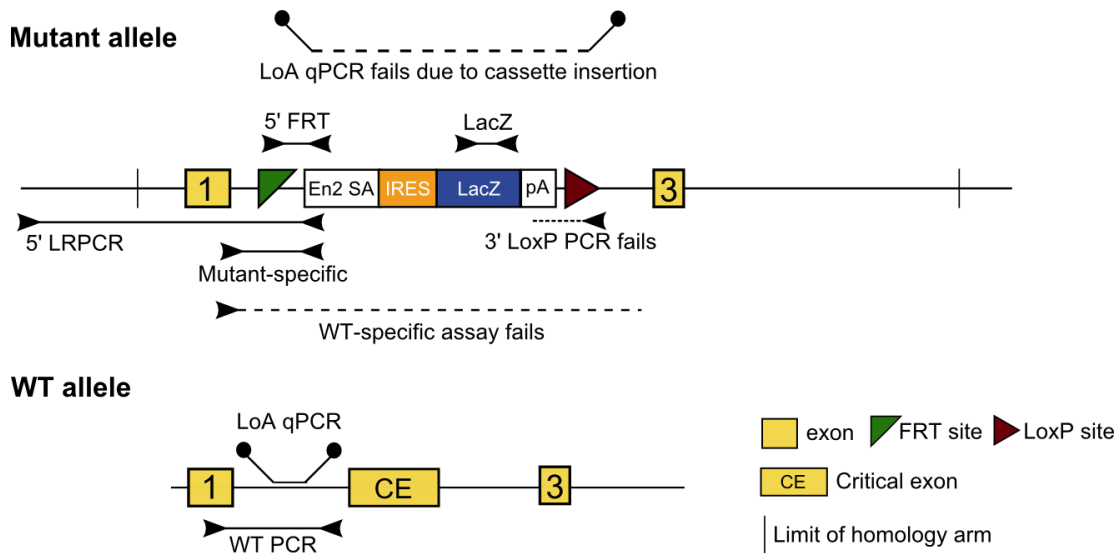 Mutant allele
LoA qPCR fails due to cassette insertion
5' FRT
LacZ
1
En2 SA
IRES
LacZ
pA
3
5' LRPCR
3' LoxP PCR fails
Mutant-specific
WT-specific assay fails
WT allele
LoA qPCR
1
CE
3
WT PCR
exon
FRT site
LoxP site
CE
Critical exon
Limit of homology arm